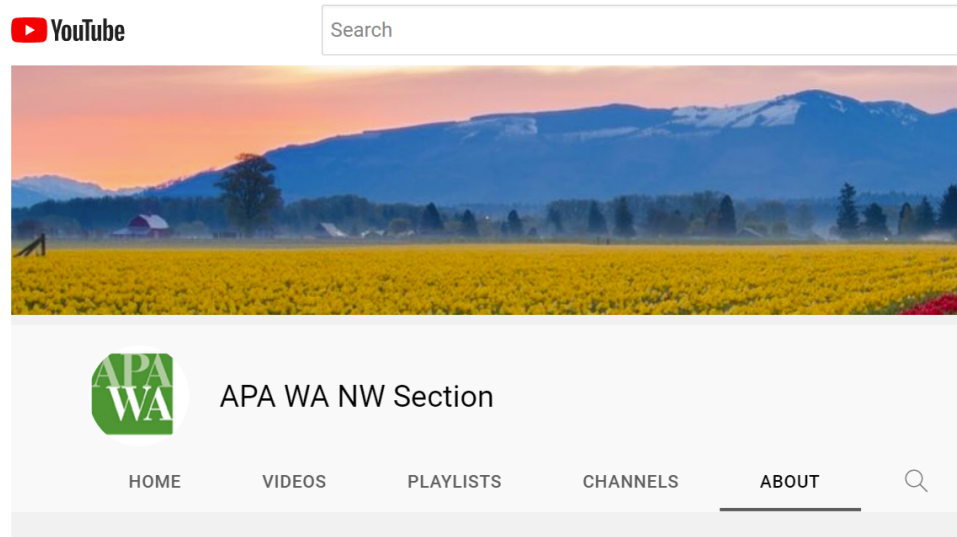 YouTube
Search
APA
WA
APA WA NW Section
HOME VIDEOS PLAYLISTS CHANNELS ABOUT